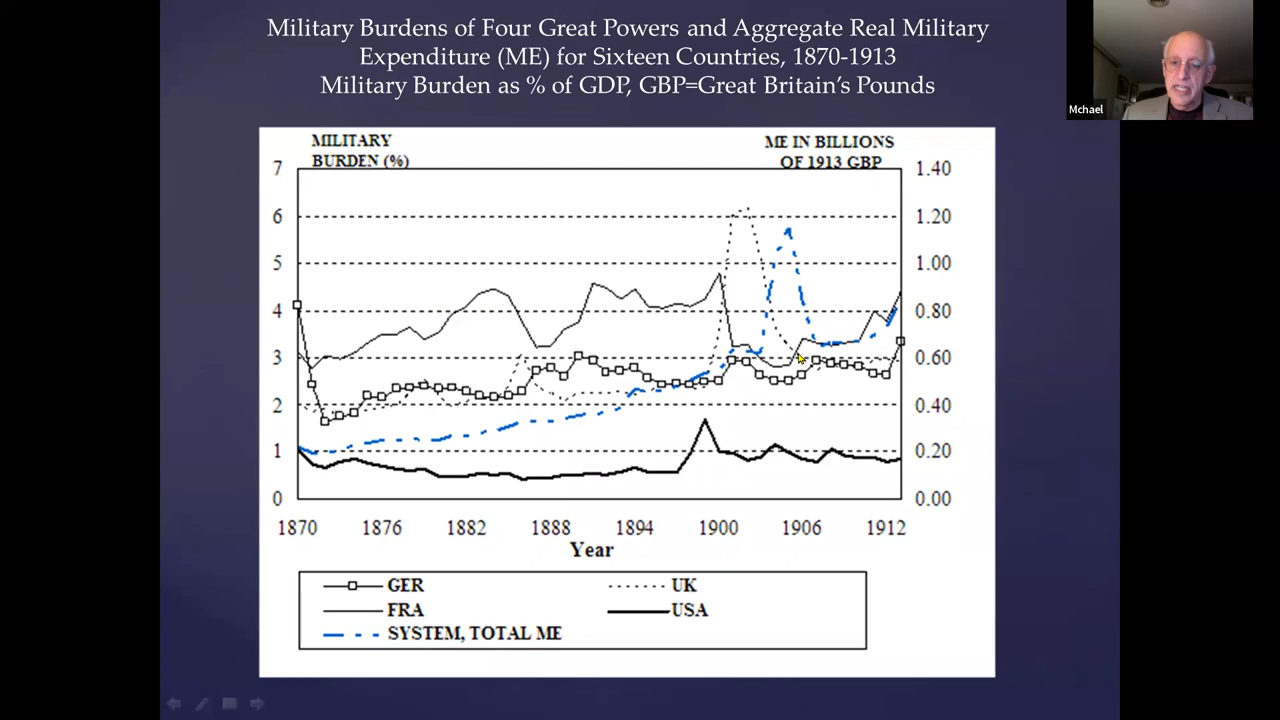 Military Burdens of Four Great Powers and Aggregate Real Military
Expenditure (ME) for Sixteen Countries, 1870-1913
Military Burden as % of GDP, GBP=Great Britain's Pounds
Mchael
MILITARY
BURDEN (%)
ME IN BILLIONS
OF 1913 GBP
7
6
5
4
3
2
1
0
1.40
1.20
1.00
0.80
0.60
0.40
0.20
0.00
1870 1876 1882 1888 1894 1900 1906 1912
Year
GER UK
FRA USA
SYSTEM, TOTAL ME